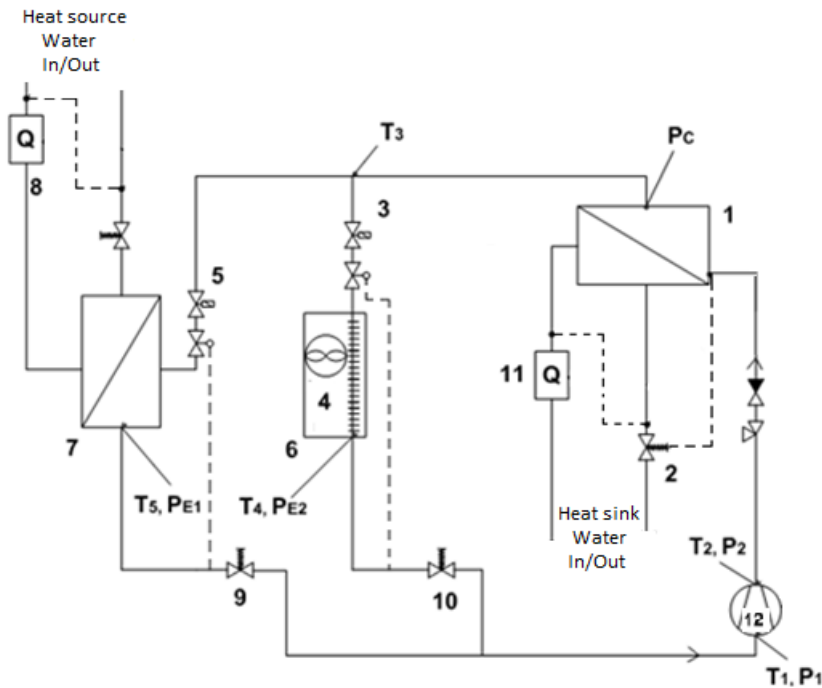 Heat source
Water
In/Out
T3
PC
Q
8
3
1
5
11
Q
4
7
6
2
T5, PE1
T4, PE2
Heat sink
Water
In/Out
T2, P2
9
10
12
T1, P1